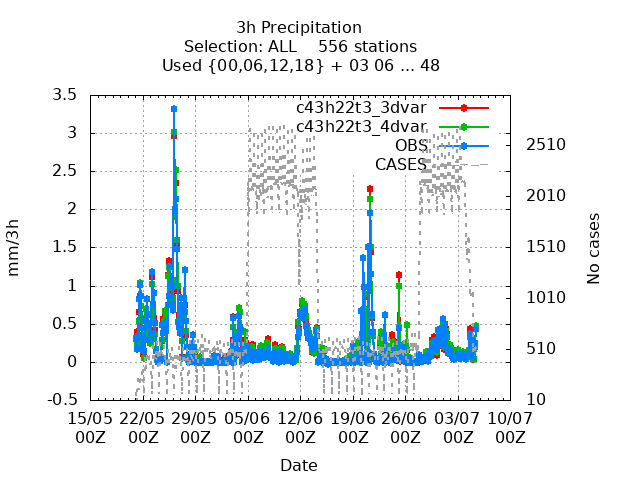 3h Precipitation
Selection: ALL    556 stations
Used {00,06,12,18} + 03 06 ... 48
c43h22t3_3dvar
c43h22t3_4dvar
OBS
CASES
3.5
3
2.5
2
1.5
1
0.5
0
-0.5
mm/3h
2510
2010
1510
1010
510
10
No cases
15/05 22/05 29/05 05/06 12/06 19/06 26/06 03/07 10/07
00Z 00Z 00Z 00Z 00Z 00Z 00Z 00Z 00Z
Date